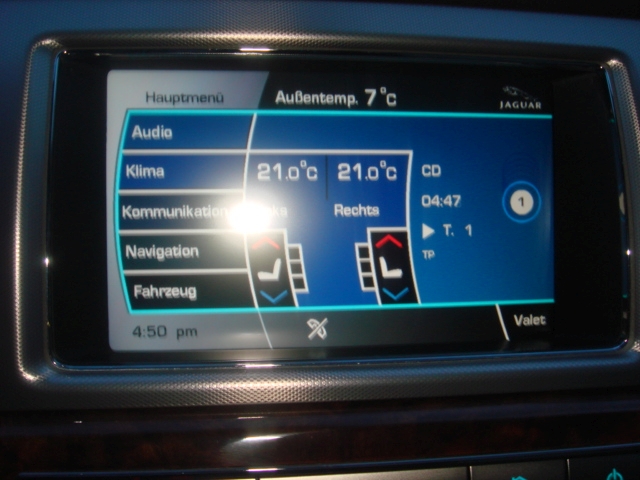 Hauptmenü
Außentemp. 7°C
JAGUAR
Audio
Klima
21.0°C 21.0°C
CD
Kommunikation
Rechts
04:47
1
T. 1
Navigation
TP
Fahrzeug
4:50 pm
Valet